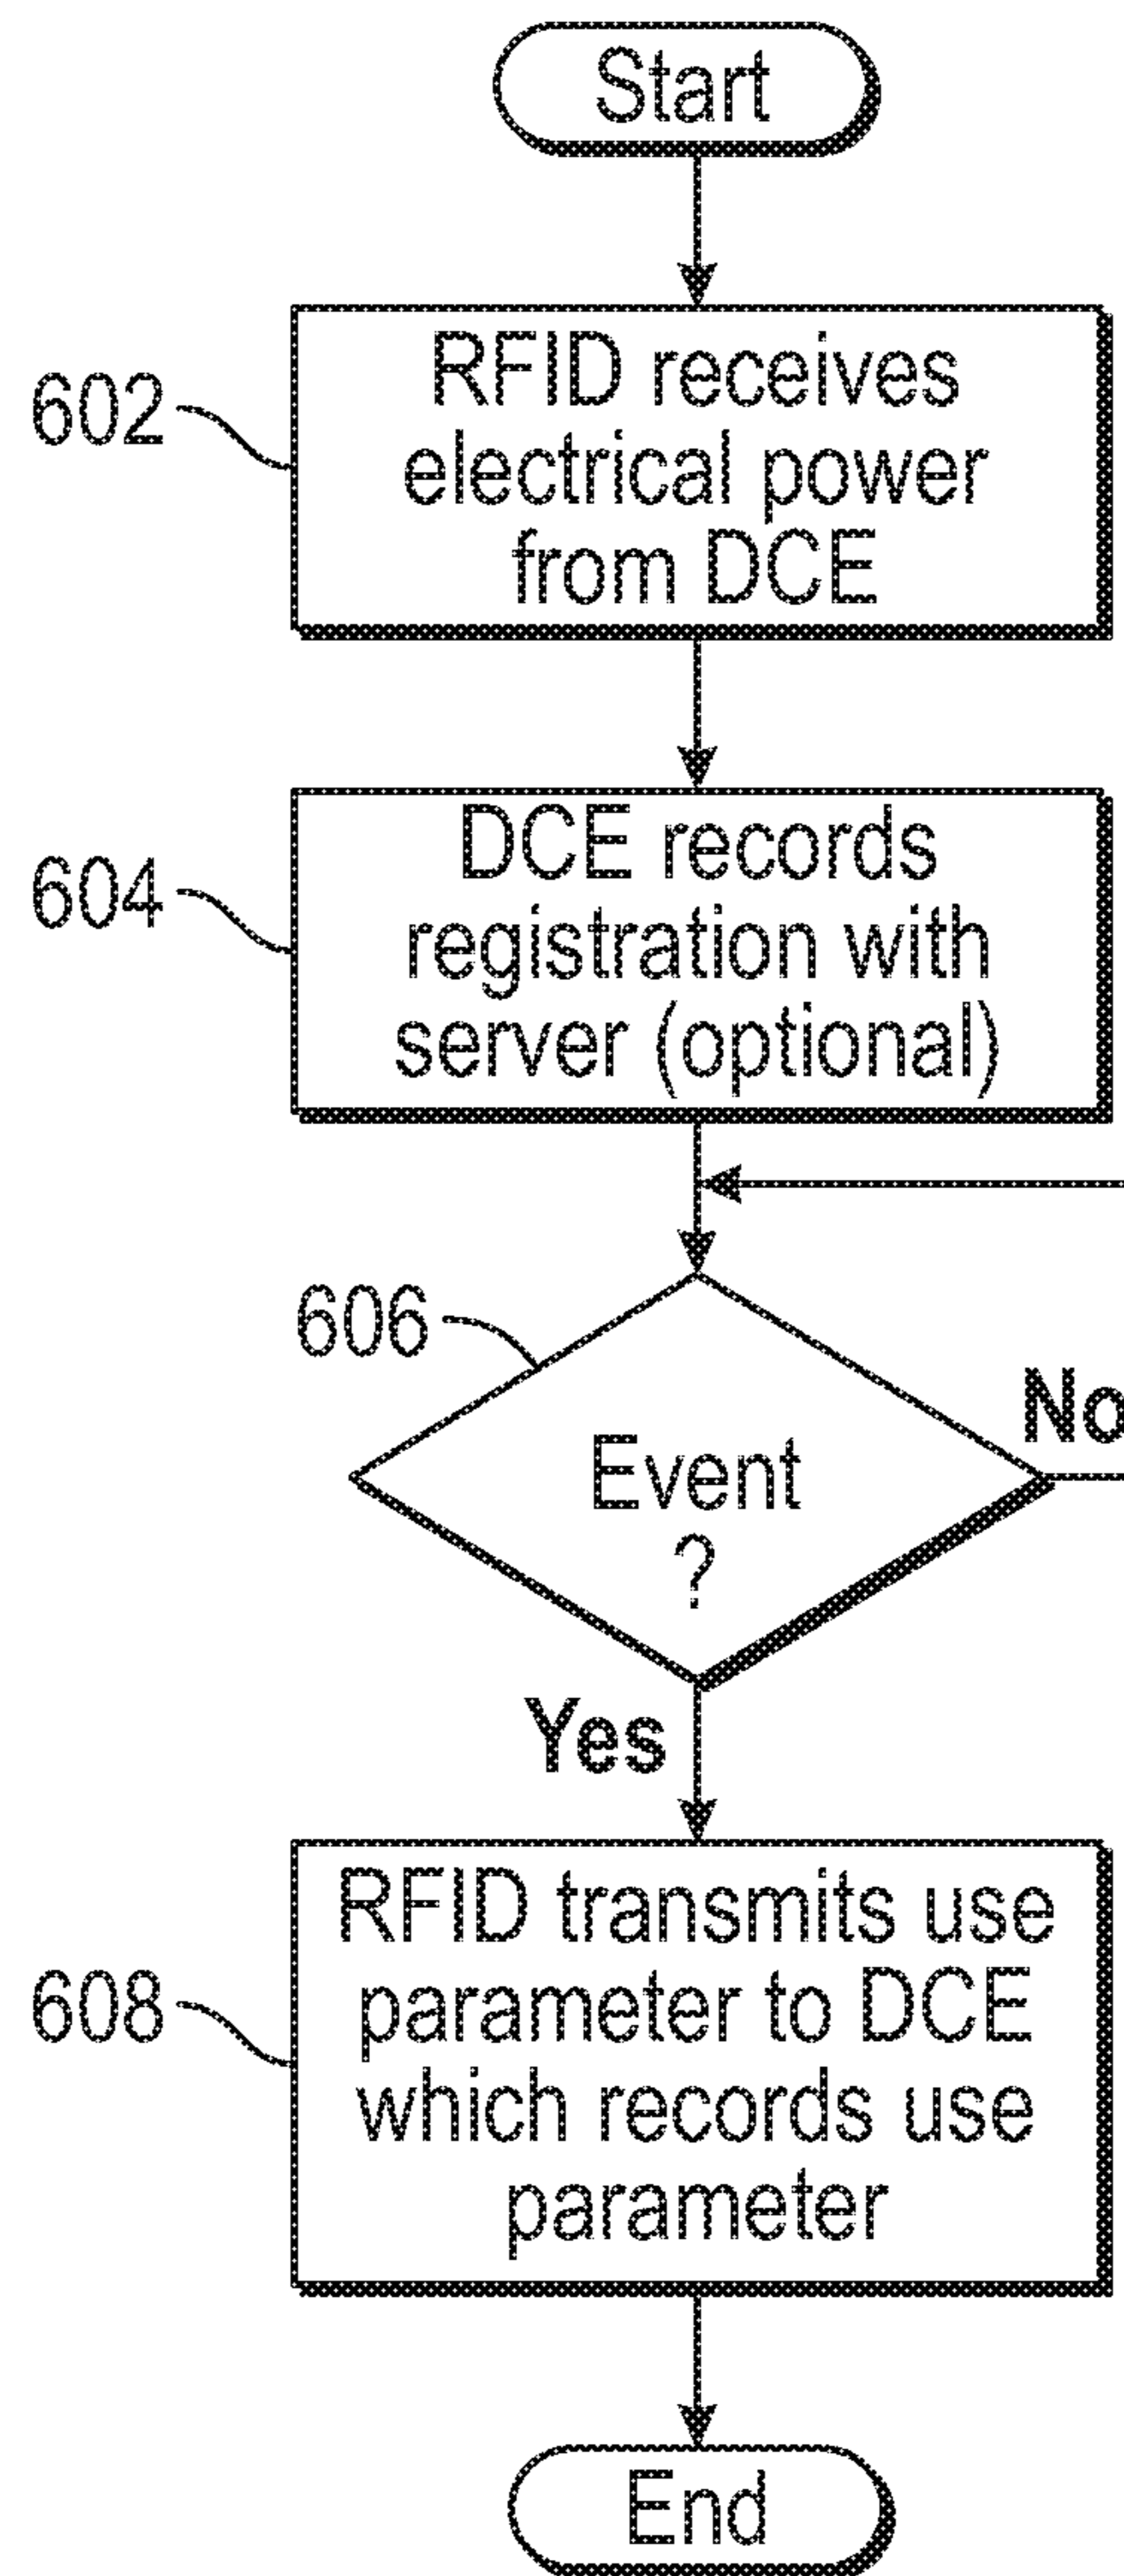 Start
602
RFID receives
electrical power
from DCE
604
DCE records
registration with
server (optional)
606
Event
?
No
Yes
608
RFID transmits use
parameter to DCE
which records use
parameter
End